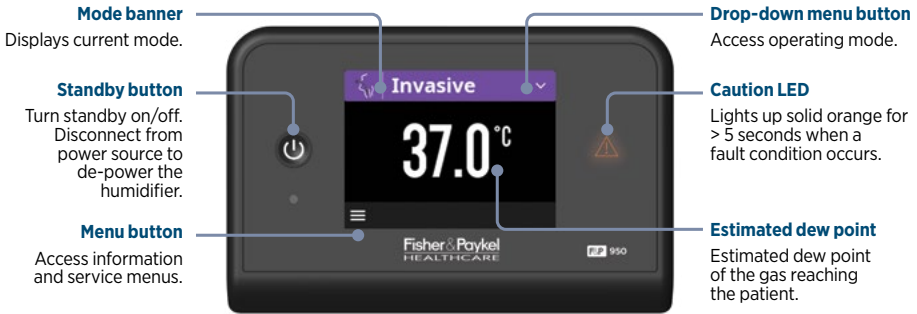 Mode banner
Displays current mode.
Standby button
Turn standby on/off.
Disconnect from
power source to
de-power the
humidifier.
Menu button
Access information
and service menus.
Invasive
37.0°C
Fisher & Paykel
HEALTHCARE
F&P 950
Drop-down menu button
Access operating mode.
Caution LED
Lights up solid orange for
> 5 seconds when a
fault condition occurs.
Estimated dew point
Estimated dew point
of the gas reaching
the patient.